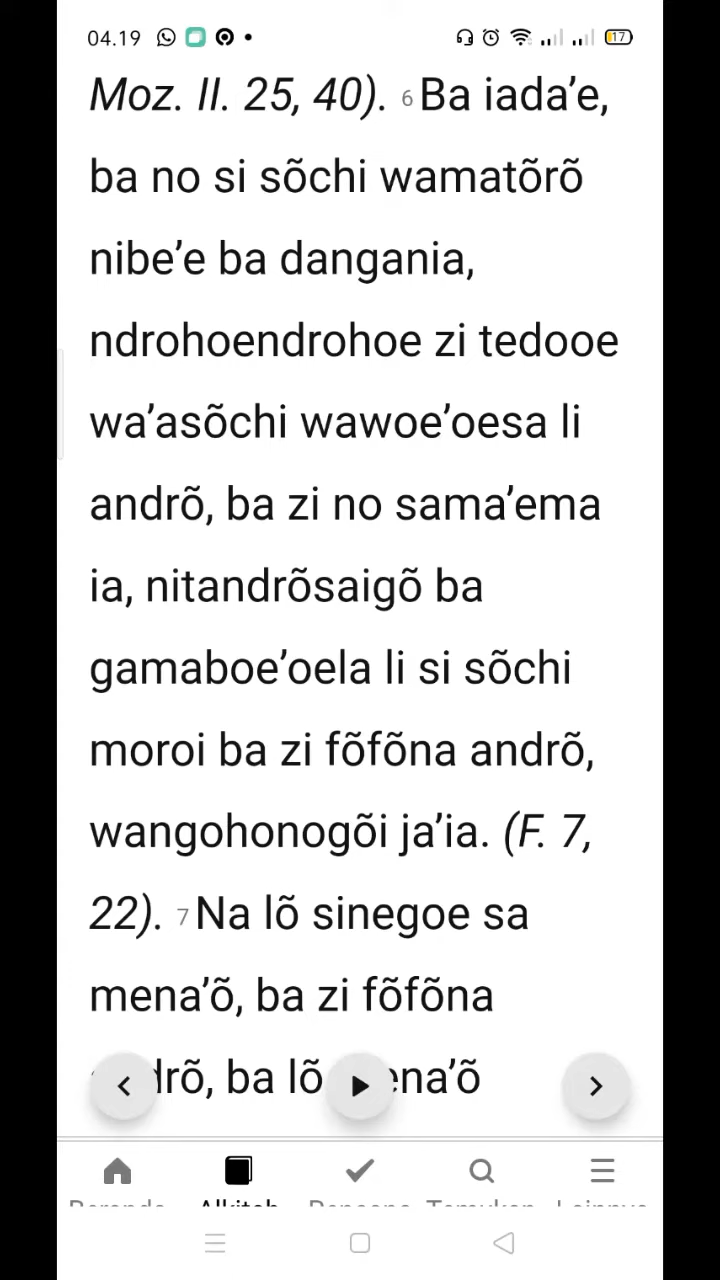 04.19
17
Moz. II. 25, 40). 6 Ba iada’e,
ba no si sõchi wamatõrõ
nibe’e ba dangania,
ndrohoendrohoe zi tedooe
wa’asõchi wawoe’oesa li
andrõ, ba zi no sama’ema
ia, nitandrõsaigõ ba
gamaboe’oela li si sõchi
moroi ba zi fõfõna andrõ,
wangohonogõi ja’ia. (F. 7,
22). 7 Na lõ sinegoe sa
mena’õ, ba zi fõfõna
ba lõ